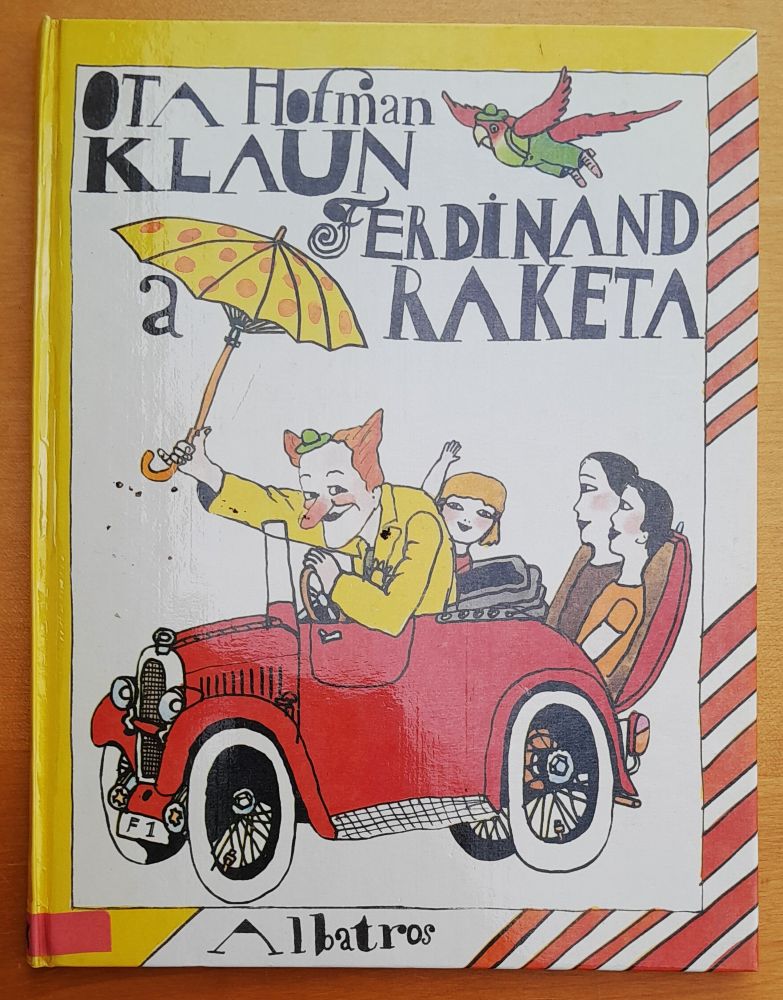 OTA Hofman
KLAUN
FERDINAND
a RAKETA
F 1
Albatros